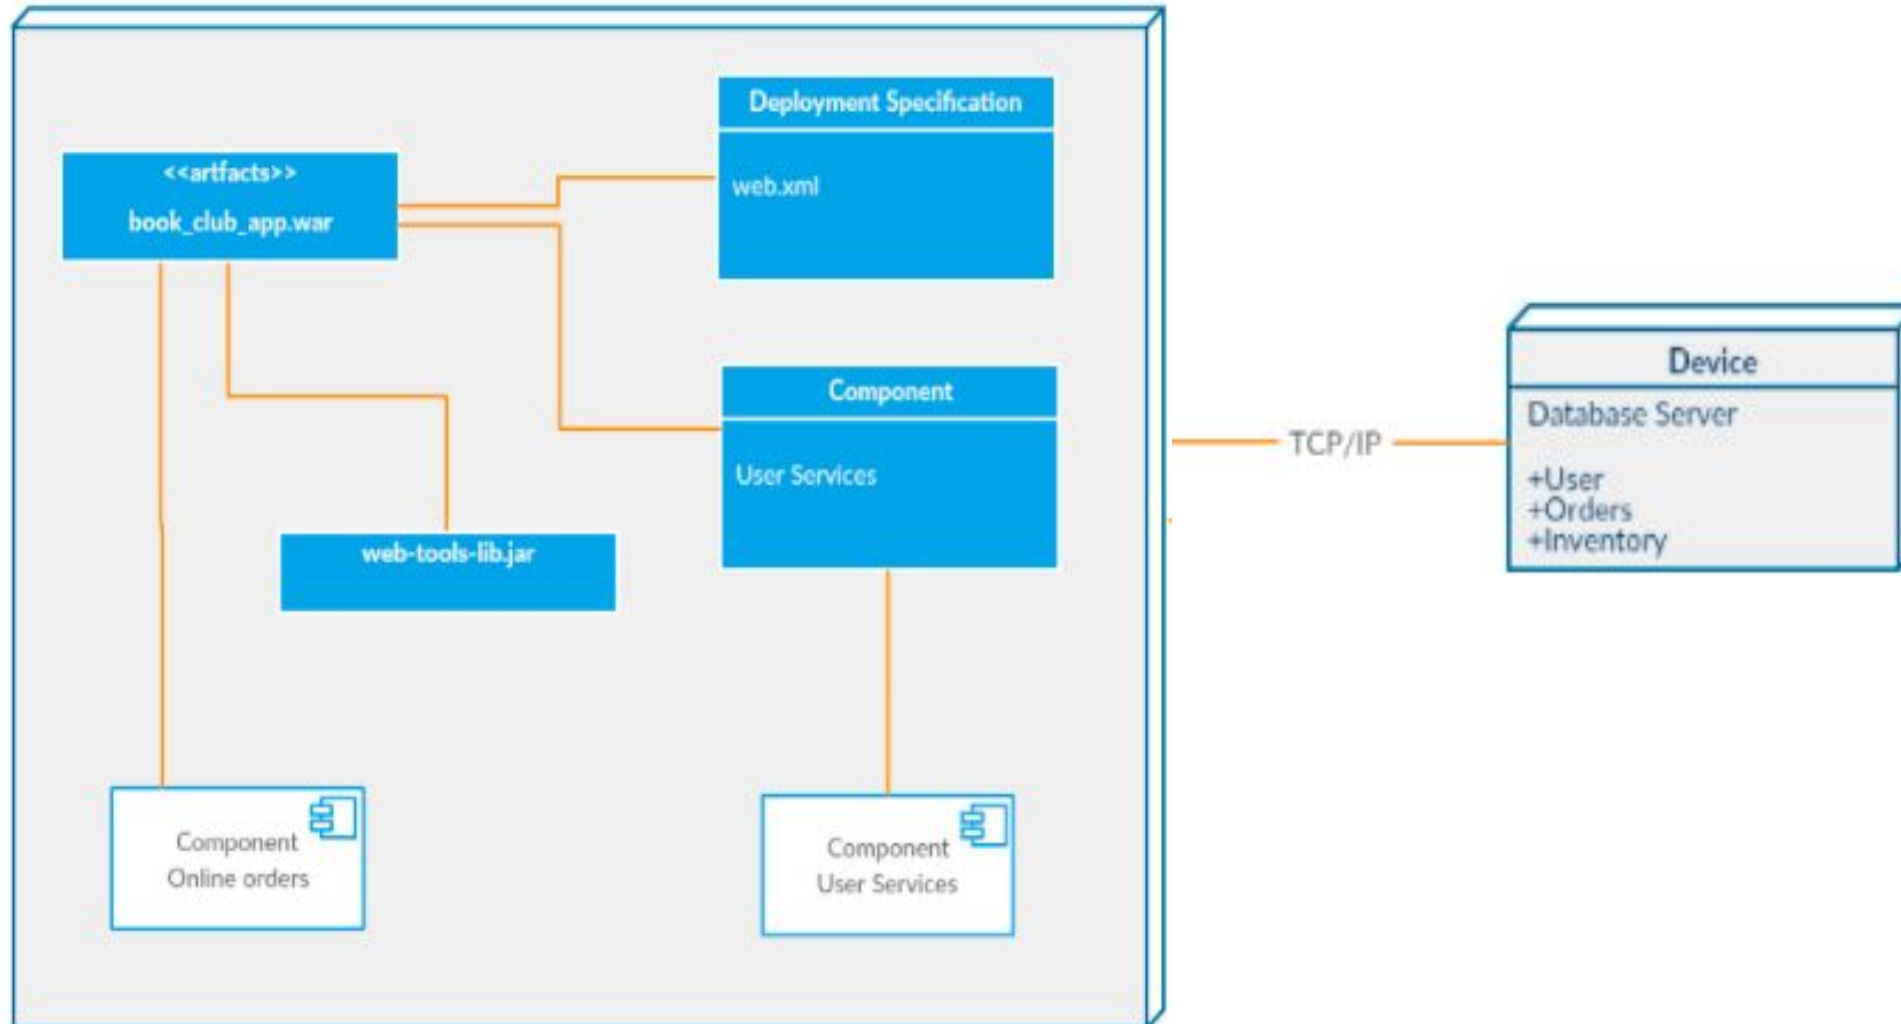 Deployment Specification
web.xml
<<artfacts>>
book_club_app.war
Component
User Services
web-tools-lib.jar
Component
Online orders
Component
User Services
TCP/IP
Device
Database Server
+User
+Orders
+Inventory